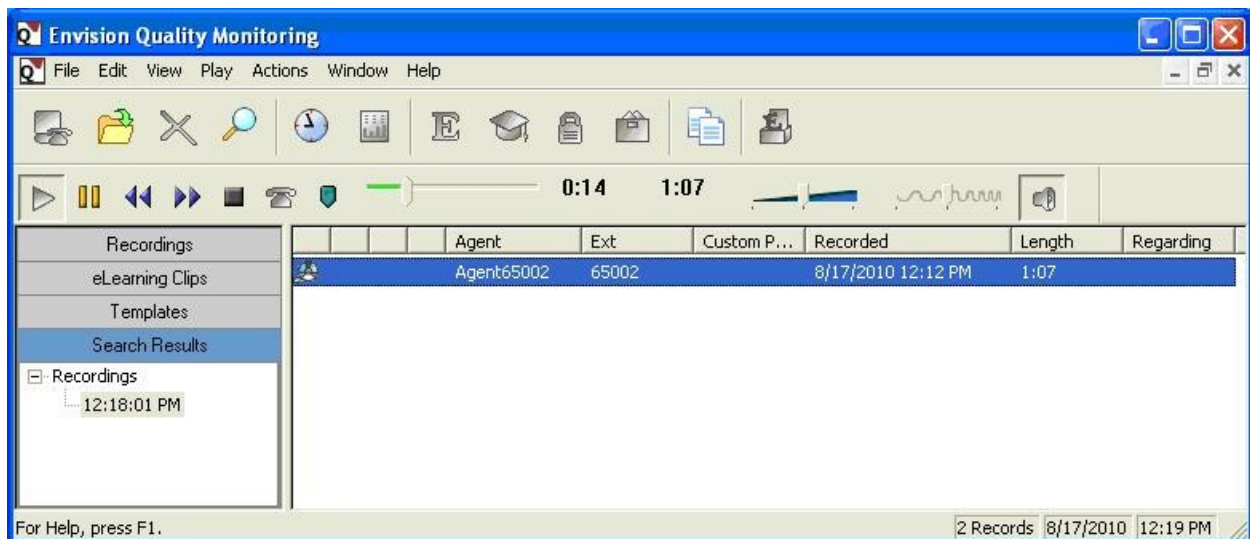 Envision Quality Monitoring
File Edit View Play Actions Window Help
E
0:14 1:07
Recordings
eLearning Clips
Templates
Search Results
Recordings
12:18:01 PM
Agent Ext Custom P... Recorded Length Regarding
Agent65002 65002 8/17/2010 12:12 PM 1:07
For Help, press F1.
2 Records 8/17/2010 12:19 PM